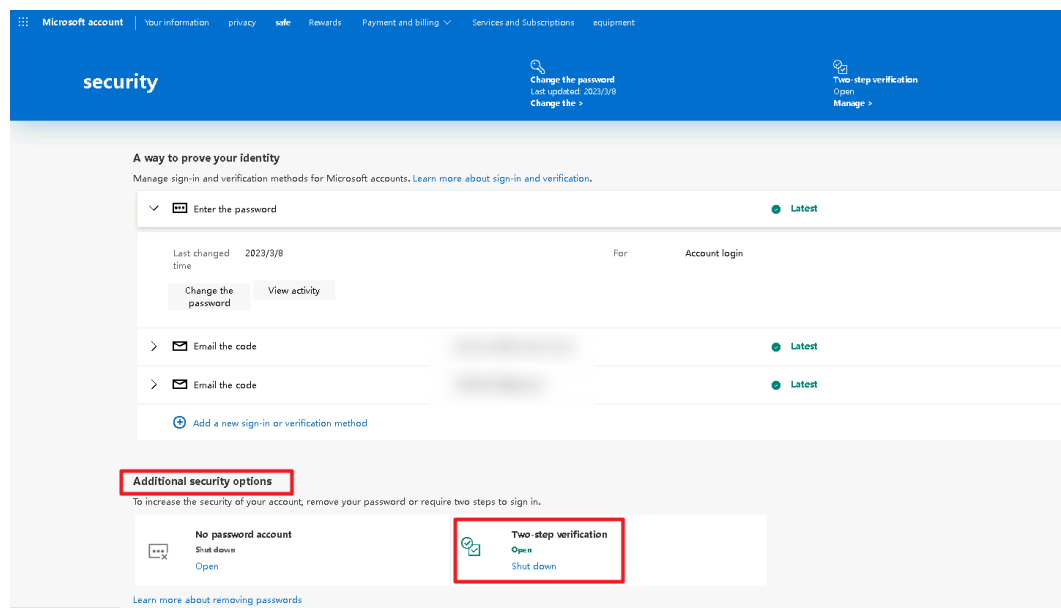 Microsoft account
Your information
privacy
safe
Rewards
Payment and billing
Services and Subscriptions
equipment
security
Change the password
Last updated: 2023/3/8
Change the >
Two-step verification
Open
Manage >
A way to prove your identity
Manage sign-in and verification methods for Microsoft accounts. Learn more about sign-in and verification.
Enter the password
Latest
Last changed
time
2023/3/8
For
Account login
Change the
password
View activity
Email the code
Latest
Email the code
Latest
Add a new sign-in or verification method
Additional security options
To increase the security of your account, remove your password or require two steps to sign in.
No password account
Shut down
Open
Two-step verification
Open
Shut down
Learn more about removing passwords